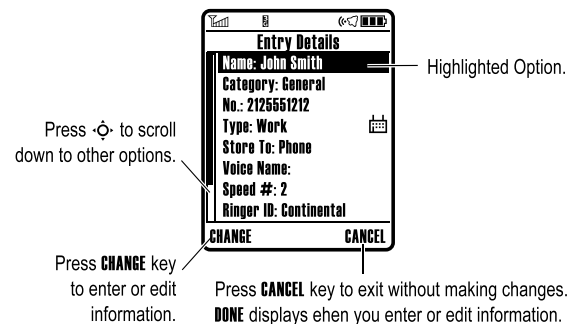 Entry Details
Name: John Smith
Highlighted Option.
Category: General
No.: 2125551212
Type: Work
Store To: Phone
Voice Name:
Speed #: 2
Ringer ID: Continental
Press to scroll
down to other options.
CHANGE CANCEL
Press CHANGE key
to enter or edit
information.
Press CANCEL key to exit without making changes.
DONE displays ehen you enter or edit information.